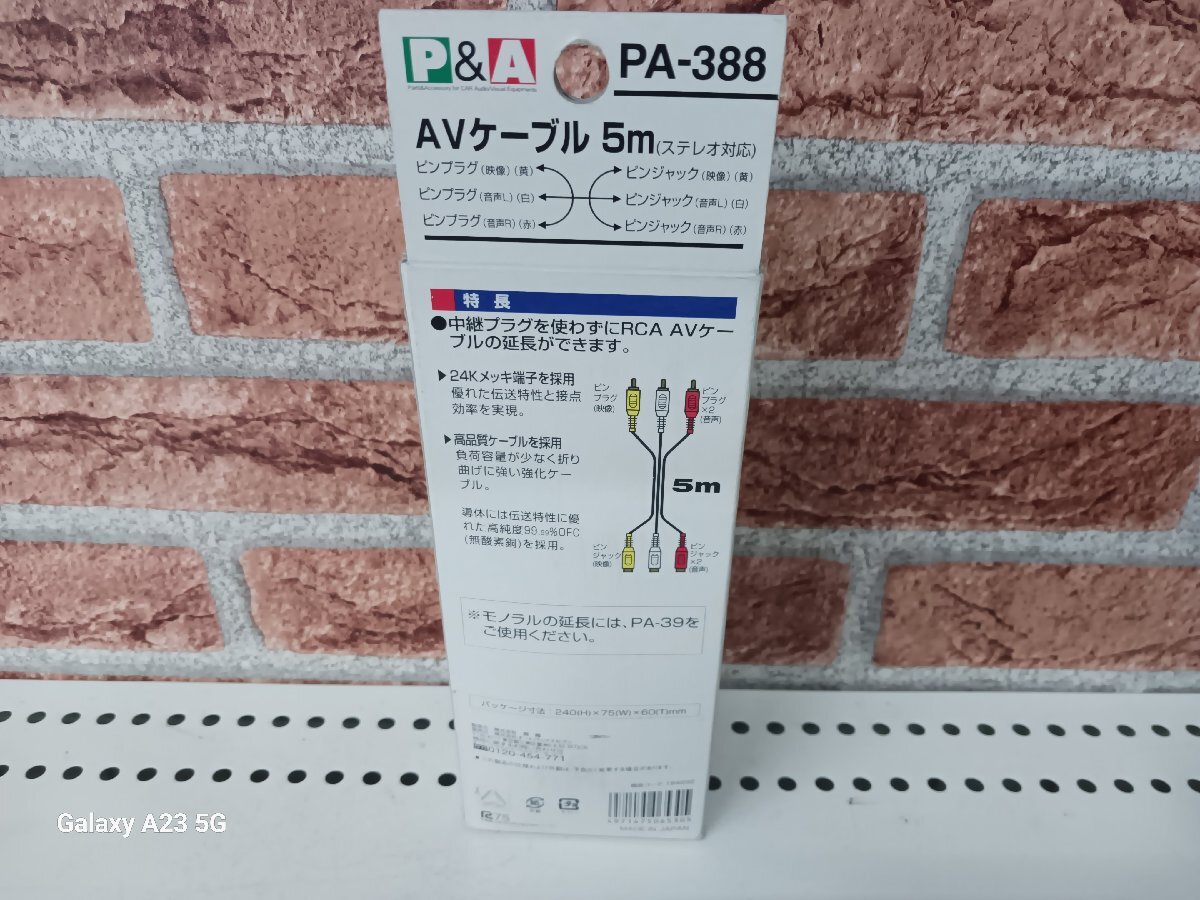 P&A
Parts&Accessory for CAR Audio/Visual Equipments
PA-388
AVケーブル 5m(ステレオ対応)
ピンプラグ(映像)(黄)
ピンジャック(映像)(黄)
ピンプラグ(音声L)(白)
ピンジャック(音声L)(白)
ピンプラグ(音声R)(赤)
ピンジャック(音声R)(赤)
特長
●中継プラグを使わずにRCA AVケー
ブルの延長ができます。
▶24Kメッキ端子を採用
優れた伝送特性と接点
効率を実現。
▶高品質ケーブルを採用
負荷容量が少なく折り
曲げに強い強化ケー
ブル。
導体には伝送特性に優
れた高純度99.99%OFC
(無酸素銅)を採用。
ピン
プラグ
(映像)
ピン
プラグ
×2
(音声)
5m
ピン
ジャック
(映像)
ピン
ジャック
×2
(音声)
※モノラルの延長には、PA-39を
ご使用ください。
パッケージ寸法:240(H)×75(W)×60(T)mm
0120-454-771
R75
MADE IN JAPAN
Galaxy A23 5G